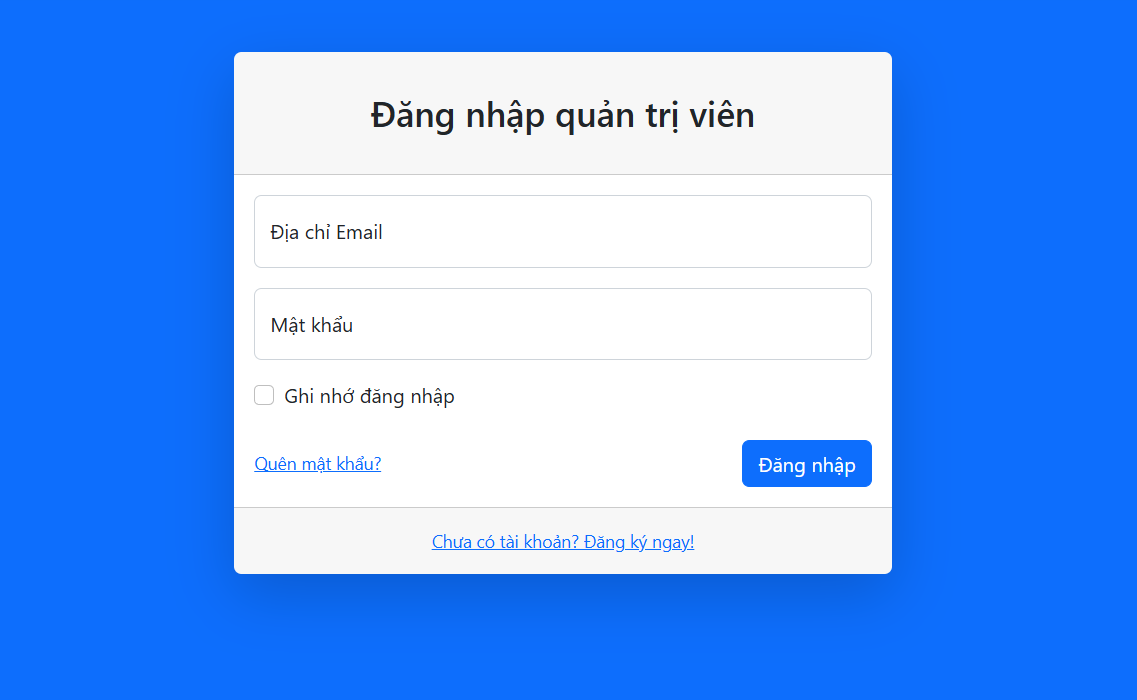 Đăng nhập quản trị viên
Địa chỉ Email
Mật khẩu
Ghi nhớ đăng nhập
Quên mật khẩu?
Đăng nhập
Chưa có tài khoản? Đăng ký ngay!